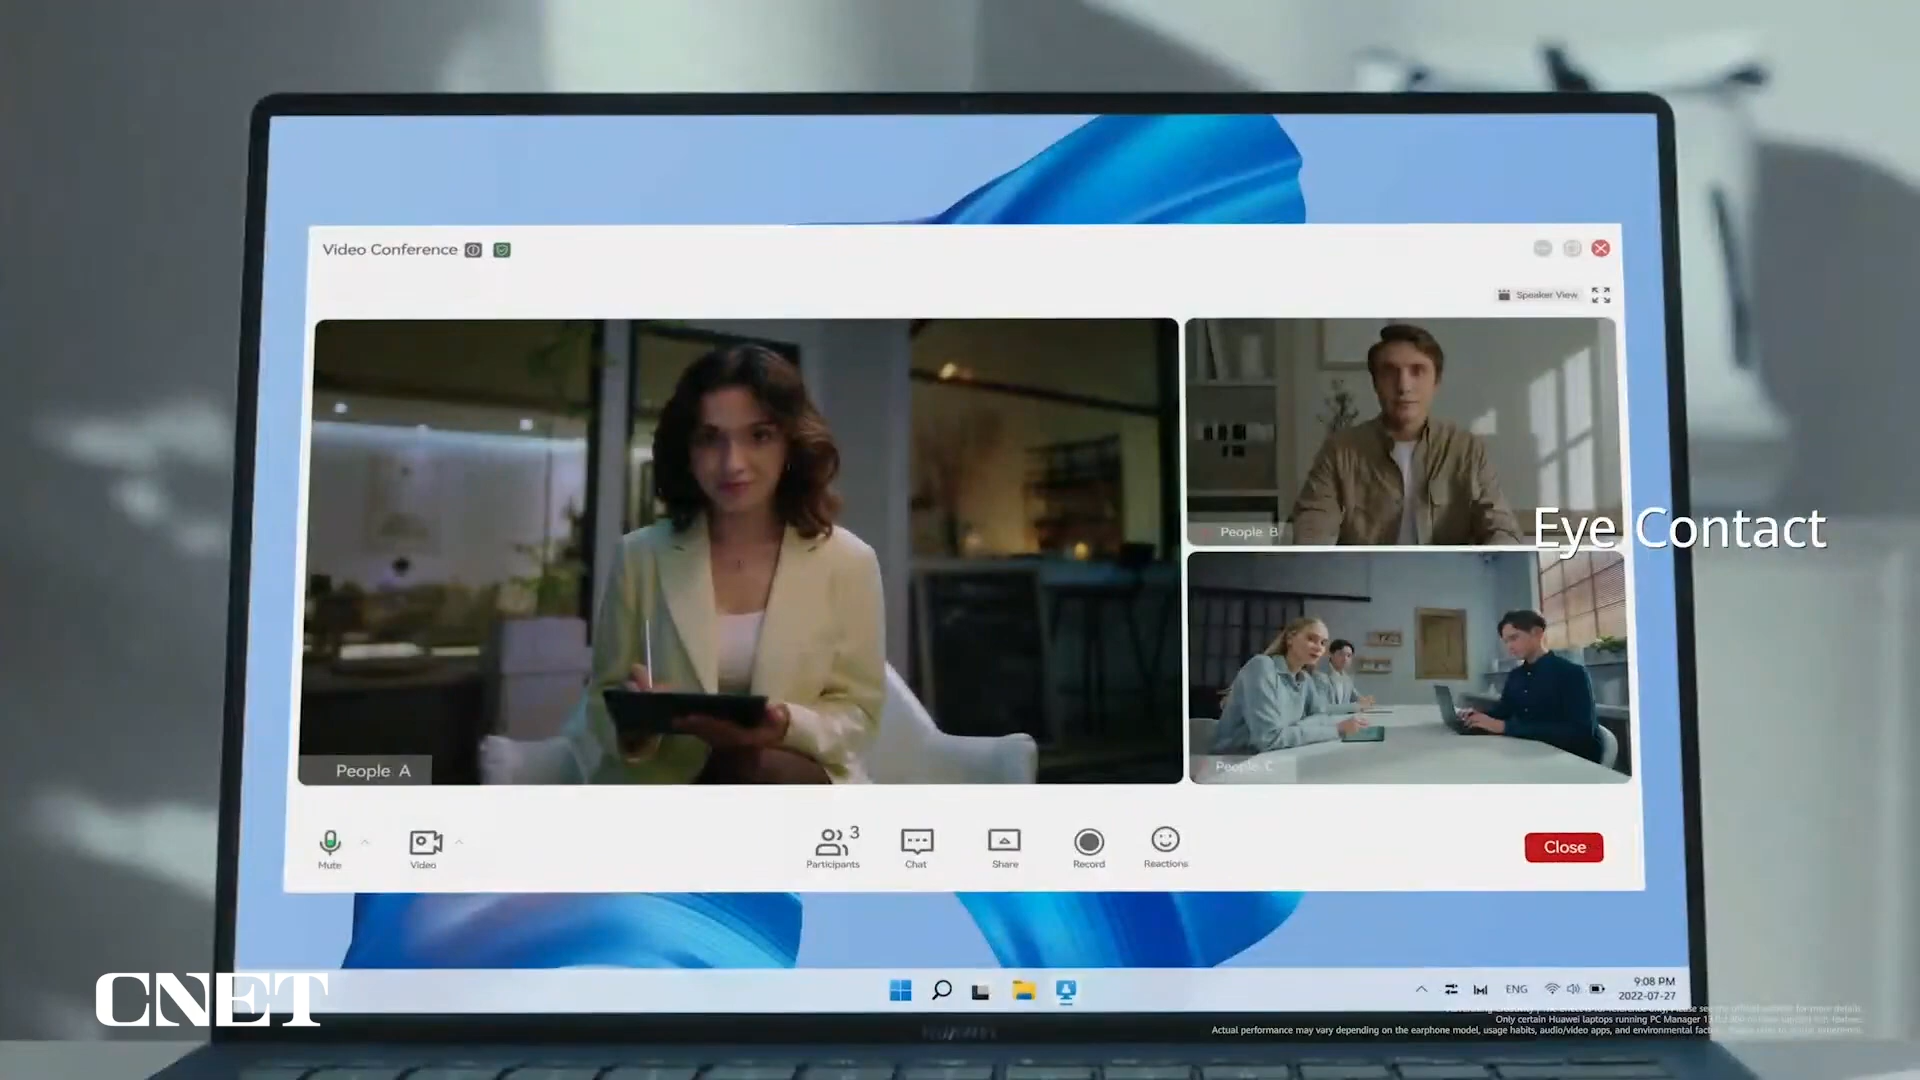 Video Conference
Speaker View
People A
People B
Eye Contact
People C
Mute
Video
3
Participants
Chat
Share
Record
Reactions
Close
ENG
9:08 PM
2022-07-27
CNET
HUAWEI
Only certain Huawei laptops running PC Manager
Actual performance may vary depending on the earphone model, usage habits, audio/video apps, and environmental